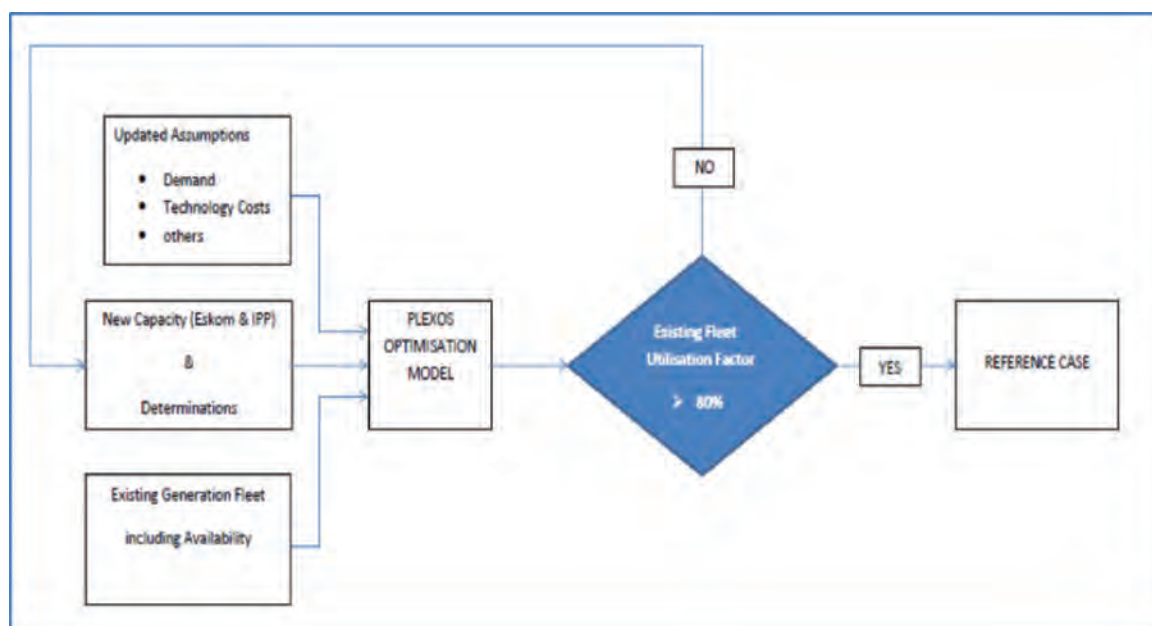 Updated Assumptions
• Demand
• Technology Costs
• others
New Capacity (Eskom & IPP)
&
Determinations
Existing Generation Fleet
including Availability
PLEXOS
OPTIMISATION
MODEL
Existing Fleet
Utilisation Factor
> 80%
NO
YES
REFERENCE CASE